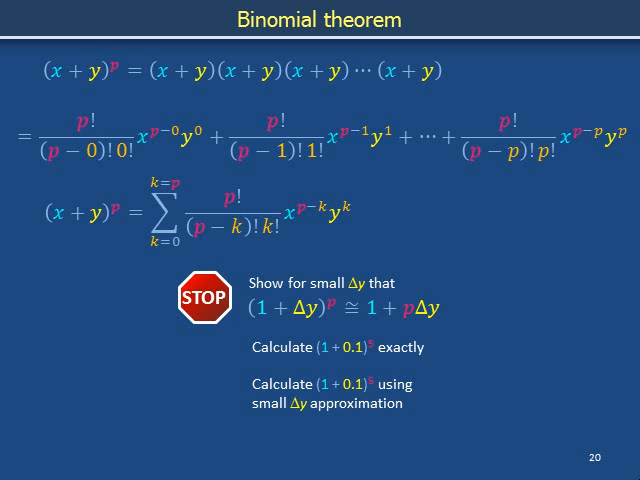 Binomial theorem
(x + y)^p = (x + y)(x + y)(x + y) ⋯ (x + y)
= p!/((p − 0)! 0!) x^{p−0} y^0 + p!/((p − 1)! 1!) x^{p−1} y^1 + ⋯ + p!/((p − p)! p!) x^{p−p} y^p
(x + y)^p = ∑_{k=0}^{k=p} p!/((p − k)! k!) x^{p−k} y^k
STOP
Show for small Δy that
(1 + Δy)^p ≅ 1 + pΔy
Calculate (1 + 0.1)^5 exactly
Calculate (1 + 0.1)^5 using
small Δy approximation
20